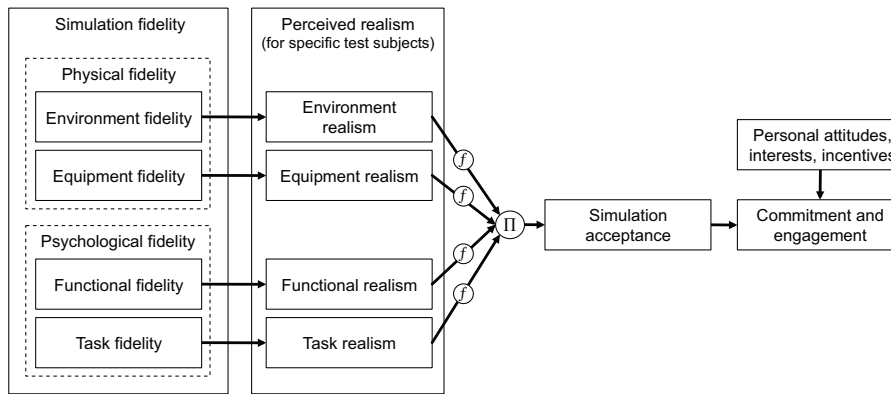 Simulation fidelity
Physical fidelity
Environment fidelity
Equipment fidelity
Psychological fidelity
Functional fidelity
Task fidelity
Perceived realism
(for specific test subjects)
Environment
realism
Equipment realism
Functional realism
Task realism
f
f
f
f
Π
Simulation
acceptance
Personal attitudes,
interests, incentives
Commitment and
engagement